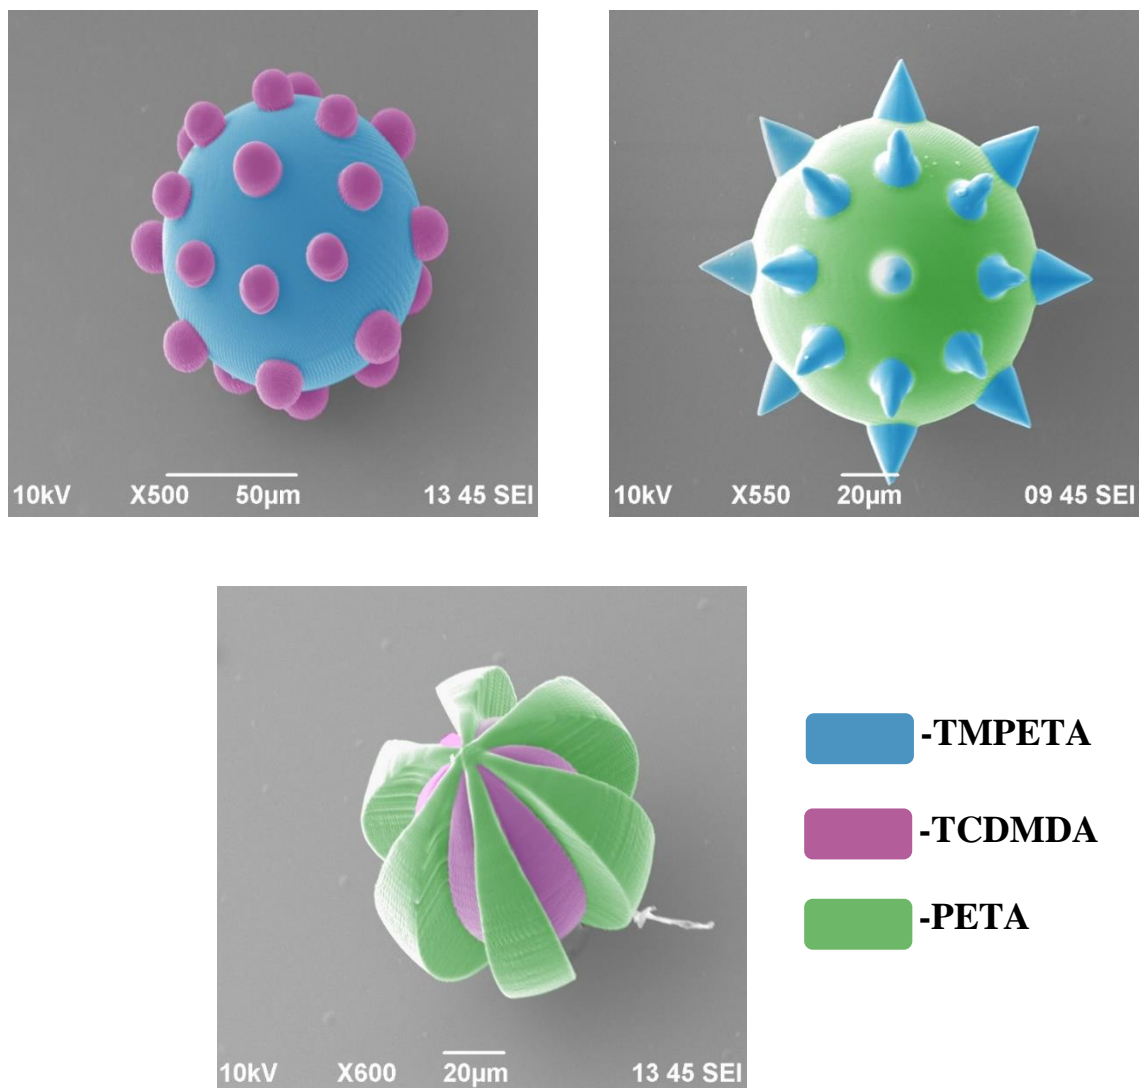 10kV X500 50µm 13 45 SEI
10kV X550 20µm 09 45 SEI
-TMPETA
-TCDMDA
-PETA
10kV X600 20µm 13 45 SEI